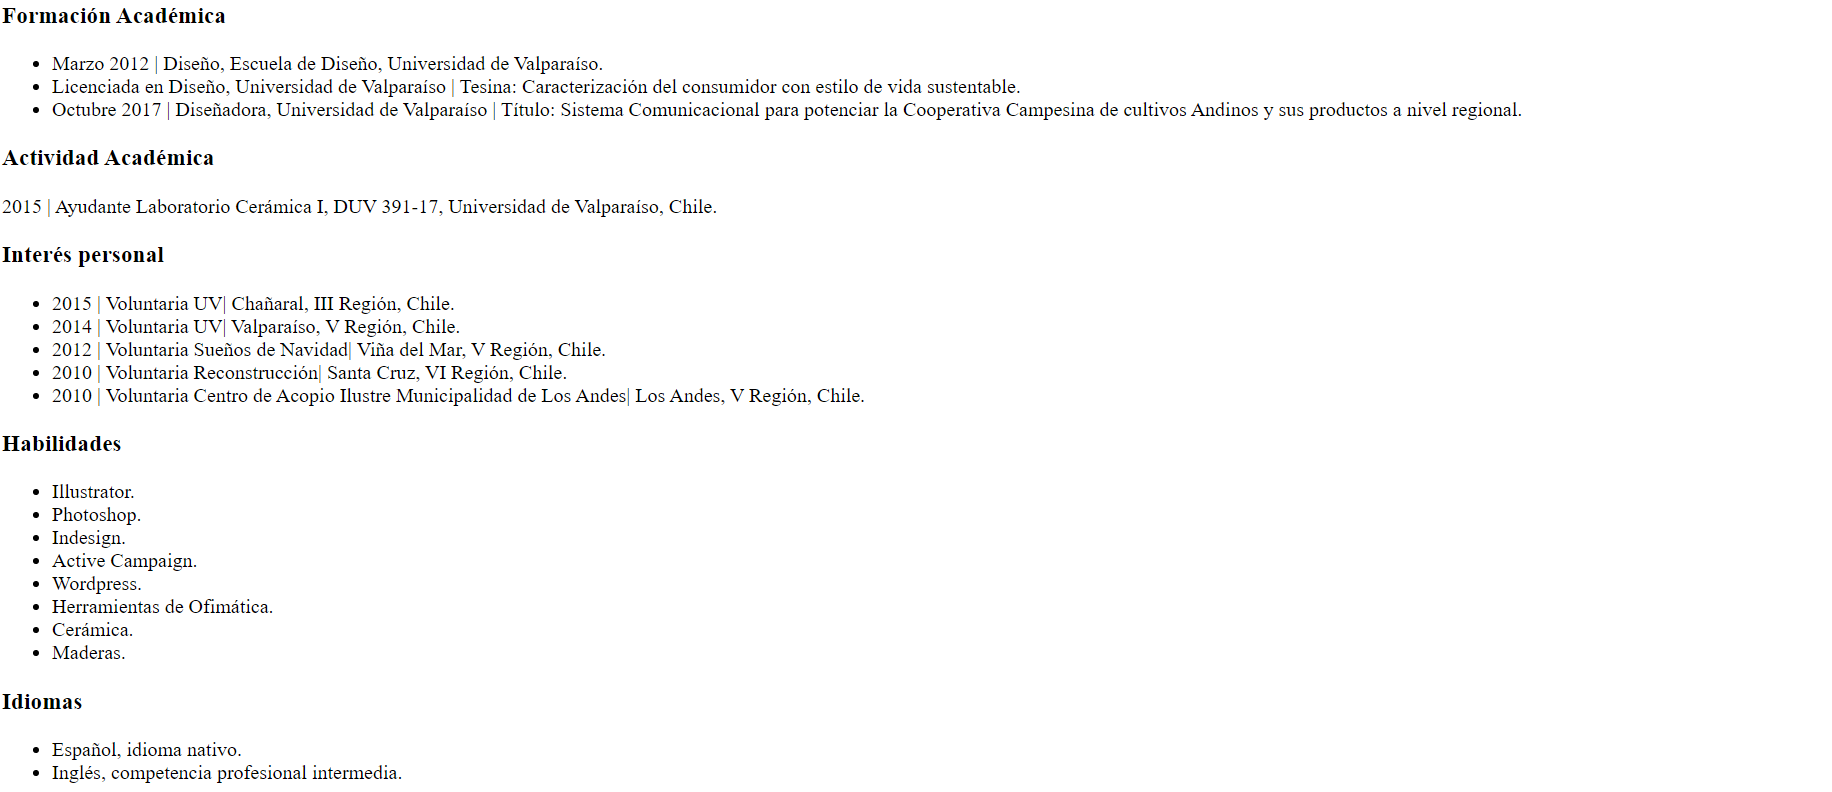 Formación Académica
• Marzo 2012 | Diseño, Escuela de Diseño, Universidad de Valparaíso.
• Licenciada en Diseño, Universidad de Valparaíso | Tesina: Caracterización del consumidor con estilo de vida sustentable.
• Octubre 2017 | Diseñadora, Universidad de Valparaíso | Título: Sistema Comunicacional para potenciar la Cooperativa Campesina de cultivos Andinos y sus productos a nivel regional.
Actividad Académica
2015 | Ayudante Laboratorio Cerámica I, DUV 391-17, Universidad de Valparaíso, Chile.
Interés personal
• 2015 | Voluntaria UV| Chañaral, III Región, Chile.
• 2014 | Voluntaria UV| Valparaíso, V Región, Chile.
• 2012 | Voluntaria Sueños de Navidad| Viña del Mar, V Región, Chile.
• 2010 | Voluntaria Reconstrucción| Santa Cruz, VI Región, Chile.
• 2010 | Voluntaria Centro de Acopio Ilustre Municipalidad de Los Andes| Los Andes, V Región, Chile.
Habilidades
• Illustrator.
• Photoshop.
• Indesign.
• Active Campaign.
• Wordpress.
• Herramientas de Ofimática.
• Cerámica.
• Maderas.
Idiomas
• Español, idioma nativo.
• Inglés, competencia profesional intermedia.